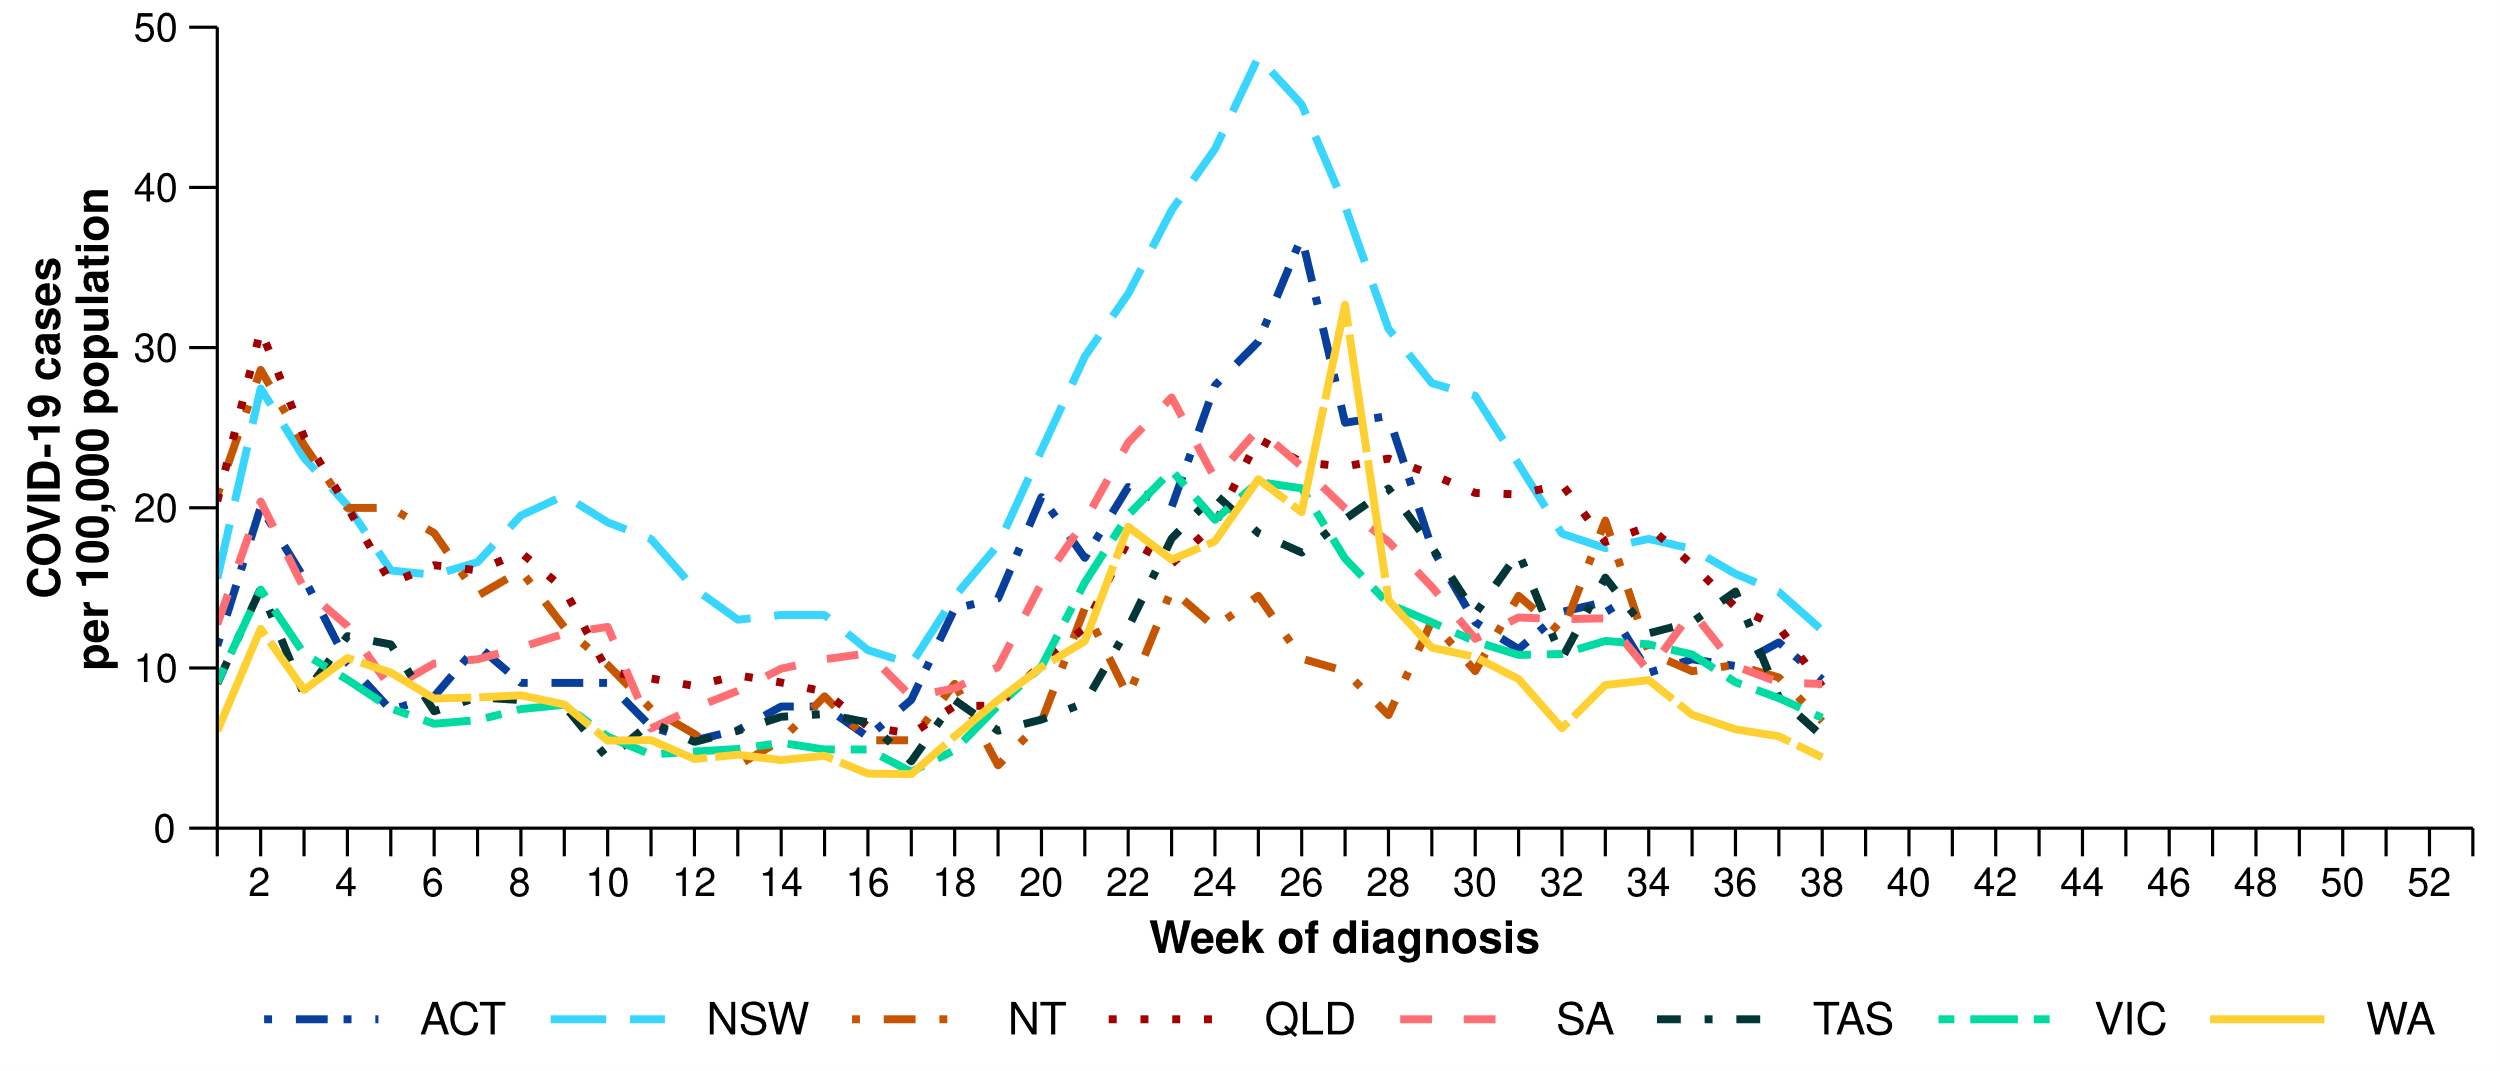 COVID-19 cases
per 100,000 population
50
40
30
20
10
0
2 4 6 8 10 12 14 16 18 20 22 24 26 28 30 32 34 36 38 40 42 44 46 48 50 52
Week of diagnosis
ACT NSW NT QLD SA TAS VIC WA